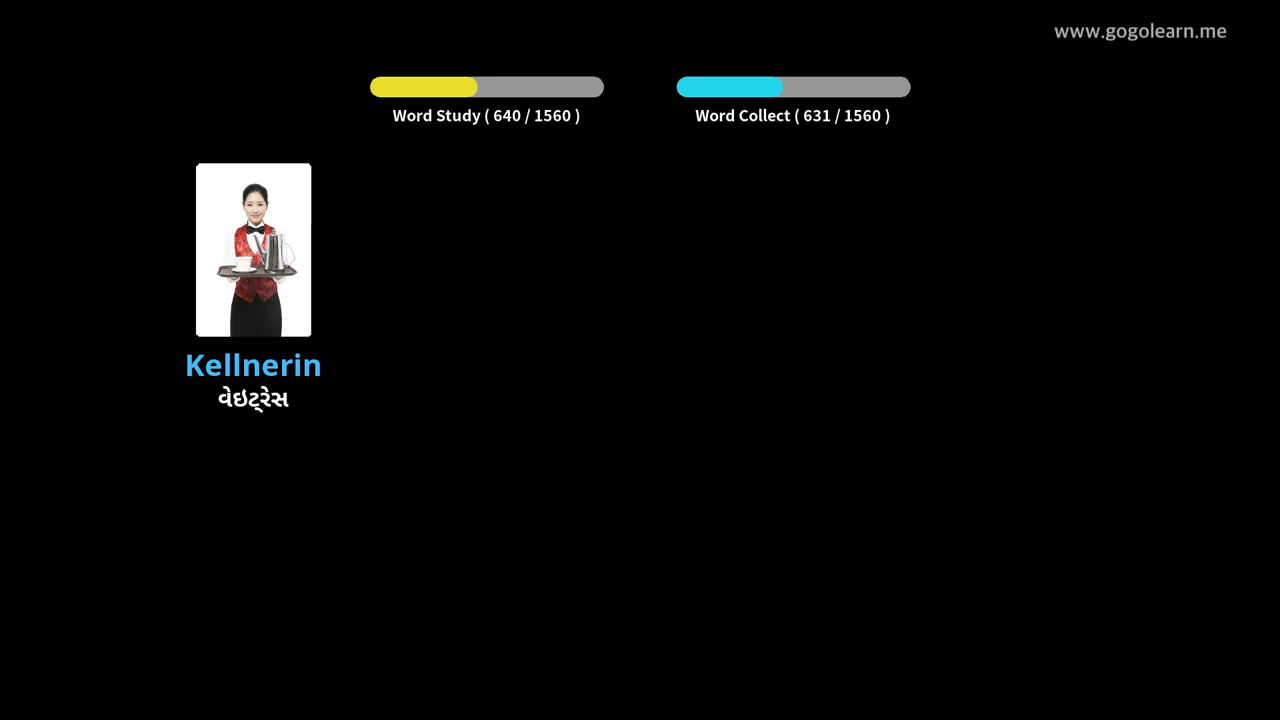 www.gogolearn.me
Word Study ( 640 / 1560 )
Word Collect ( 631 / 1560 )
Kellnerin
વેઇટ્રેસ